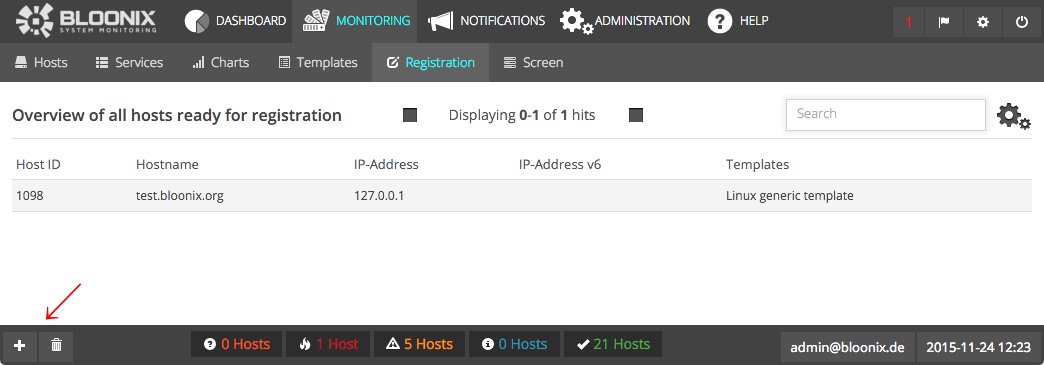 BLOONIX
SYSTEM MONITORING
DASHBOARD MONITORING NOTIFICATIONS ADMINISTRATION HELP 1
Hosts Services Charts Templates Registration Screen
Overview of all hosts ready for registration Displaying 0-1 of 1 hits Search
Host ID Hostname IP-Address IP-Address v6 Templates
1098 test.bloonix.org 127.0.0.1 Linux generic template
0 Hosts 1 Host 5 Hosts 0 Hosts 21 Hosts admin@bloonix.de 2015-11-24 12:23